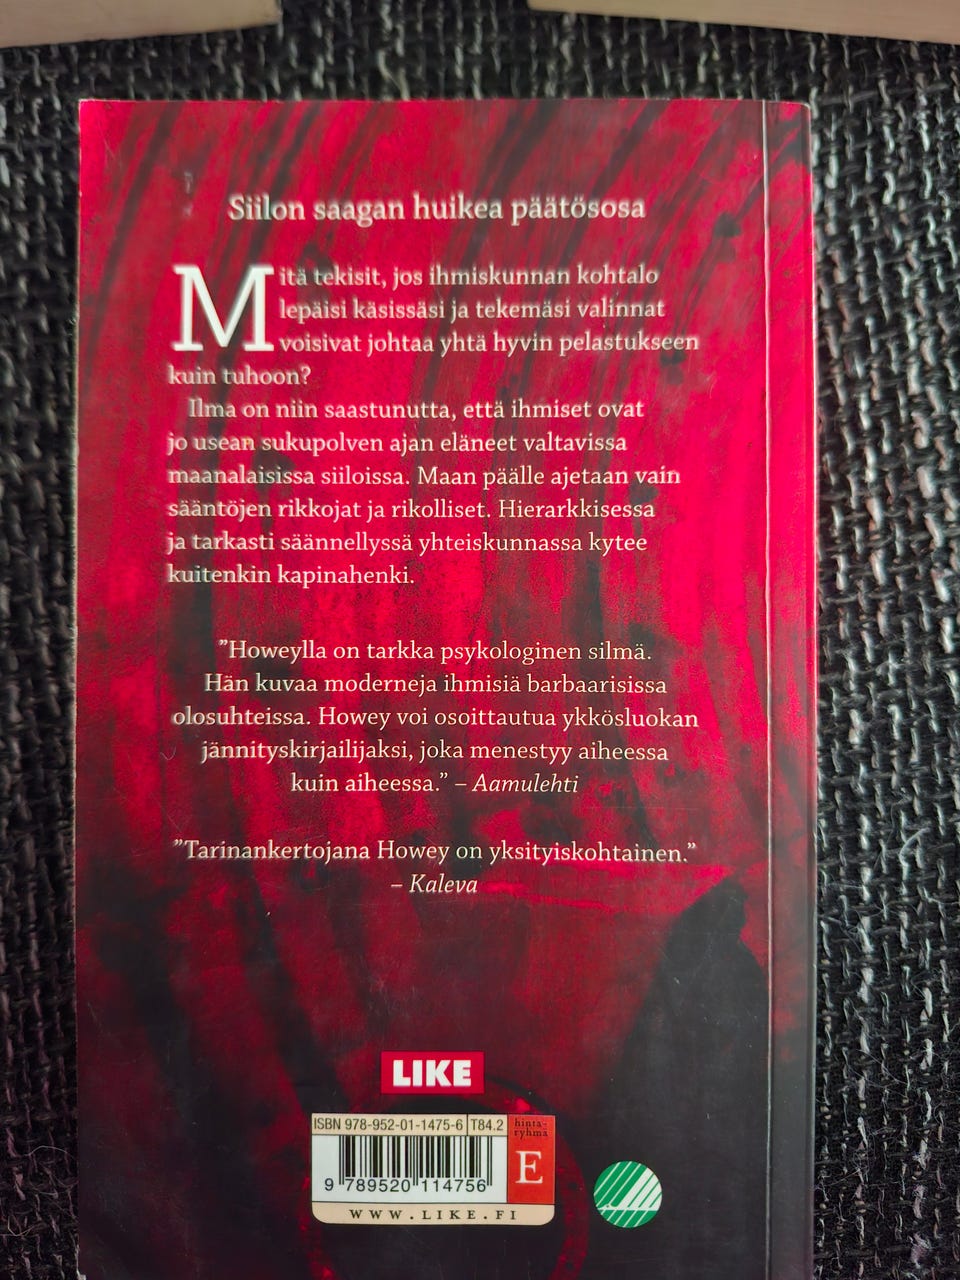 Siilon saagan huikea päätösosa
Mitä tekisit, jos ihmiskunnan kohtalo
lepäisi käsissäsi ja tekemäsi valinnat
voisivat johtaa yhtä hyvin pelastukseen
kuin tuhoon?
Ilma on niin saastunutta, että ihmiset ovat
jo usean sukupolven ajan eläneet valtavissa
maanalaisissa siiloissa. Maan päälle ajetaan vain
sääntöjen rikkojat ja rikolliset. Hierarkkisessa
ja tarkasti säännellyssä yhteiskunnassa kytee
kuitenkin kapinahenki.
”Howeylla on tarkka psykologinen silmä.
Hän kuvaa moderneja ihmisiä barbaarisissa
olosuhteissa. Howey voi osoittautua ykkösluokan
jännityskirjailijaksi, joka menestyy aiheessa
kuin aiheessa.” – Aamulehti
”Tarinankertojana Howey on yksityiskohtainen.”
– Kaleva
LIKE
ISBN 978-952-01-1475-6 T84.2
hinta-
ryhmä
E
9 789520 114756
WWW.LIKE.FI